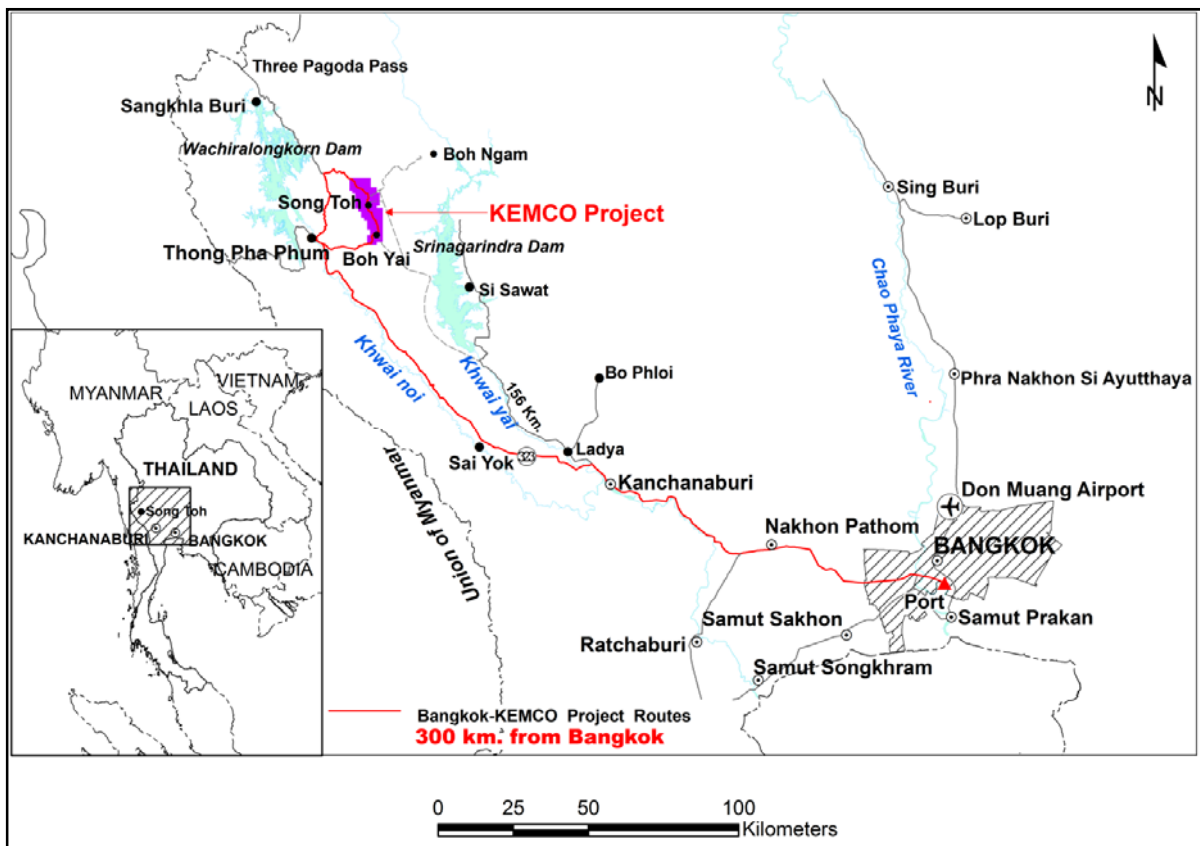 Three Pagoda Pass
N
Sangkhla Buri
Wachiralongkorn Dam
Boh Ngam
Sing Buri
Song Toh
KEMCO Project
Lop Buri
Thong Pha Phum
Boh Yai
Srinagarindra Dam
Si Sawat
Chao Phaya River
Khwai noi
Khwai yai
156 Km.
Bo Phloi
Phra Nakhon Si Ayutthaya
MYANMAR
VIETNAM
LAOS
THAILAND
Song Toh
KANCHANABURI
BANGKOK
CAMBODIA
Sai Yok
323
Ladya
Kanchanaburi
Union of Myanmar
Don Muang Airport
Nakhon Pathom
BANGKOK
Port
Samut Prakan
Samut Sakhon
Ratchaburi
Samut Songkhram
Bangkok-KEMCO Project Routes
300 km. from Bangkok
0 25 50 100
Kilometers